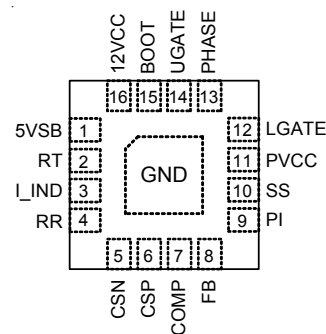 12VCC
BOOT
UGATE
PHASE
16 15 14 13
5VSB 1
RT 2
I_IND 3
RR 4
GND
12 LGATE
11 PVCC
10 SS
9 PI
5 6 7 8
CSN
CSP
COMP
FB